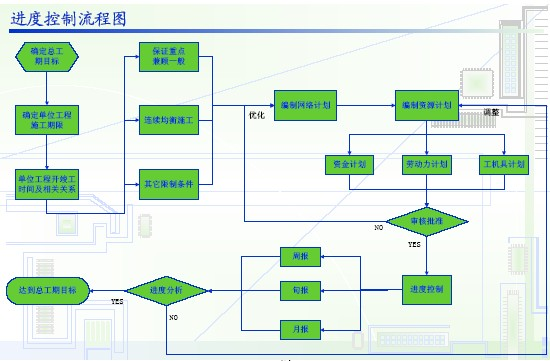 进度控制流程图
确定总工
期目标
保证重点
兼顾一般
确定单位工程
施工期限
连续均衡施工
优化
编制网络计划
编制资源计划
调整
单位工程开竣工
时间及相关关系
其它限制条件
资金计划
劳动力计划
工机具计划
审核批准
NO
YES
周报
达到总工期目标
YES
进度分析
NO
旬报
进度控制
月报